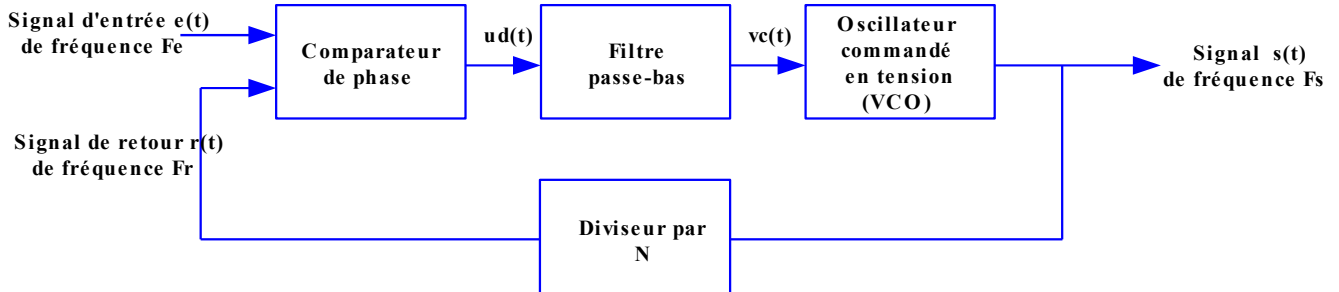 Signal d'entrée e(t)
de fréquence Fe
Comparateur
de phase
ud(t)
Filtre
passe-bas
vc(t)
Oscillateur
commandé
en tension
(VCO)
Signal s(t)
de fréquence Fs
Signal de retour r(t)
de fréquence Fr
Diviseur par
N